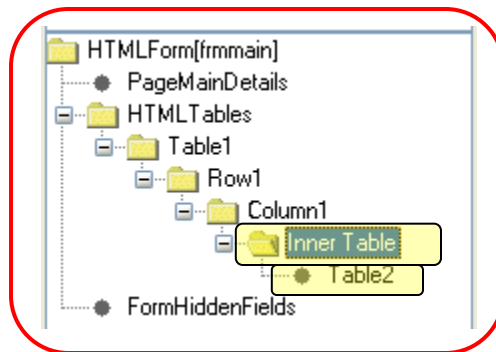 HTMLForm[frmmain]
PageMainDetails
HTMLTables
Table1
Row1
Column1
Inner Table
Table2
FormHiddenFields